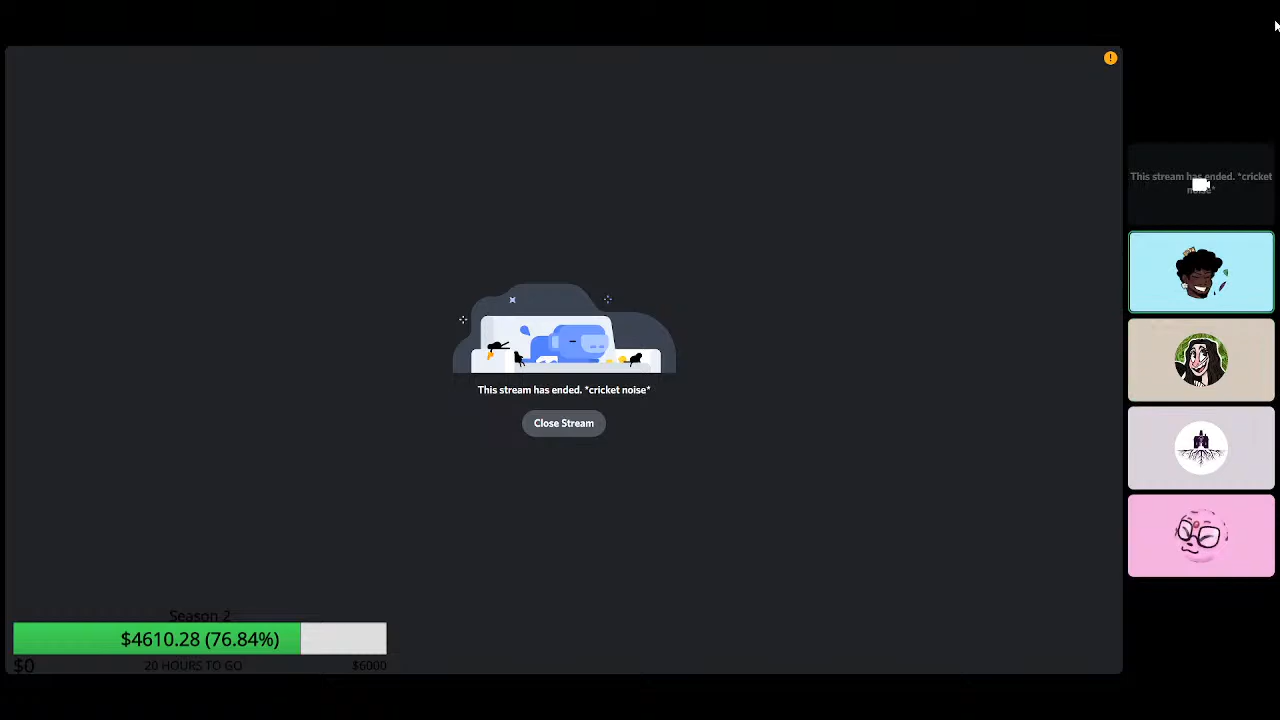 This stream has ended. *cricket
noise*
This stream has ended. *cricket noise*
Close Stream
Season 2
$4610.28 (76.84%)
$0 20 HOURS TO GO $6000